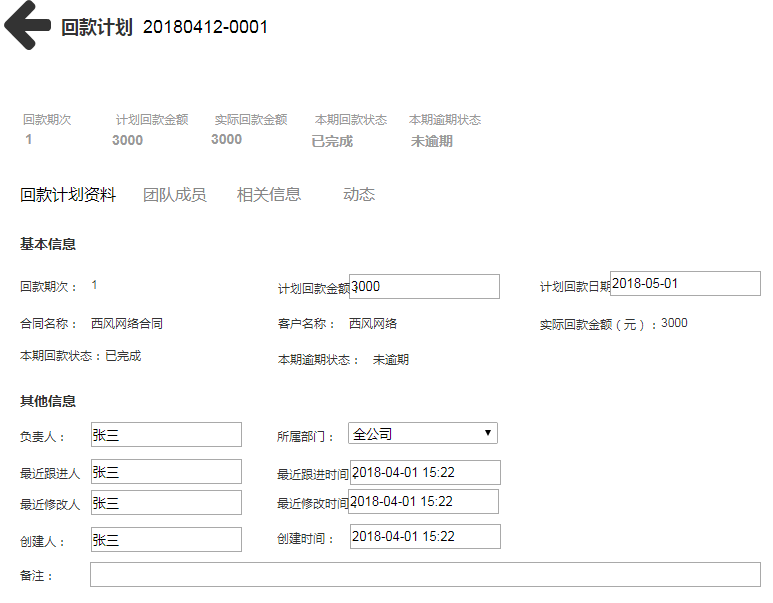 回款计划 20180412-0001
回款期次 计划回款金额 实际回款金额 本期回款状态 本期逾期状态
1 3000 3000 已完成 未逾期
回款计划资料 团队成员 相关信息 动态
基本信息
回款期次： 1 计划回款金额： 3000 计划回款日期 2018-05-01
合同名称： 西风网络合同 客户名称： 西风网络 实际回款金额（元）：3000
本期回款状态：已完成 本期逾期状态： 未逾期
其他信息
负责人： 张三 所属部门： 全公司
最近跟进人 张三 最近跟进时间： 2018-04-01 15:22
最近修改人 张三 最近修改时间： 2018-04-01 15:22
创建人： 张三 创建时间： 2018-04-01 15:22
备注：